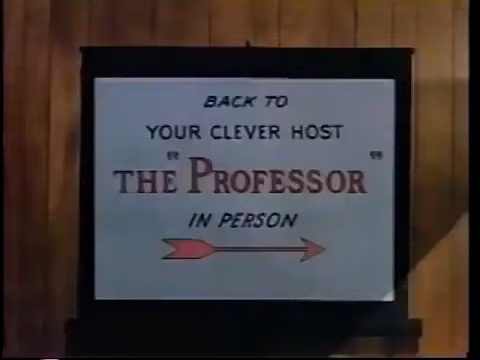 BACK TO
YOUR CLEVER HOST
THE "PROFESSOR"
IN PERSON